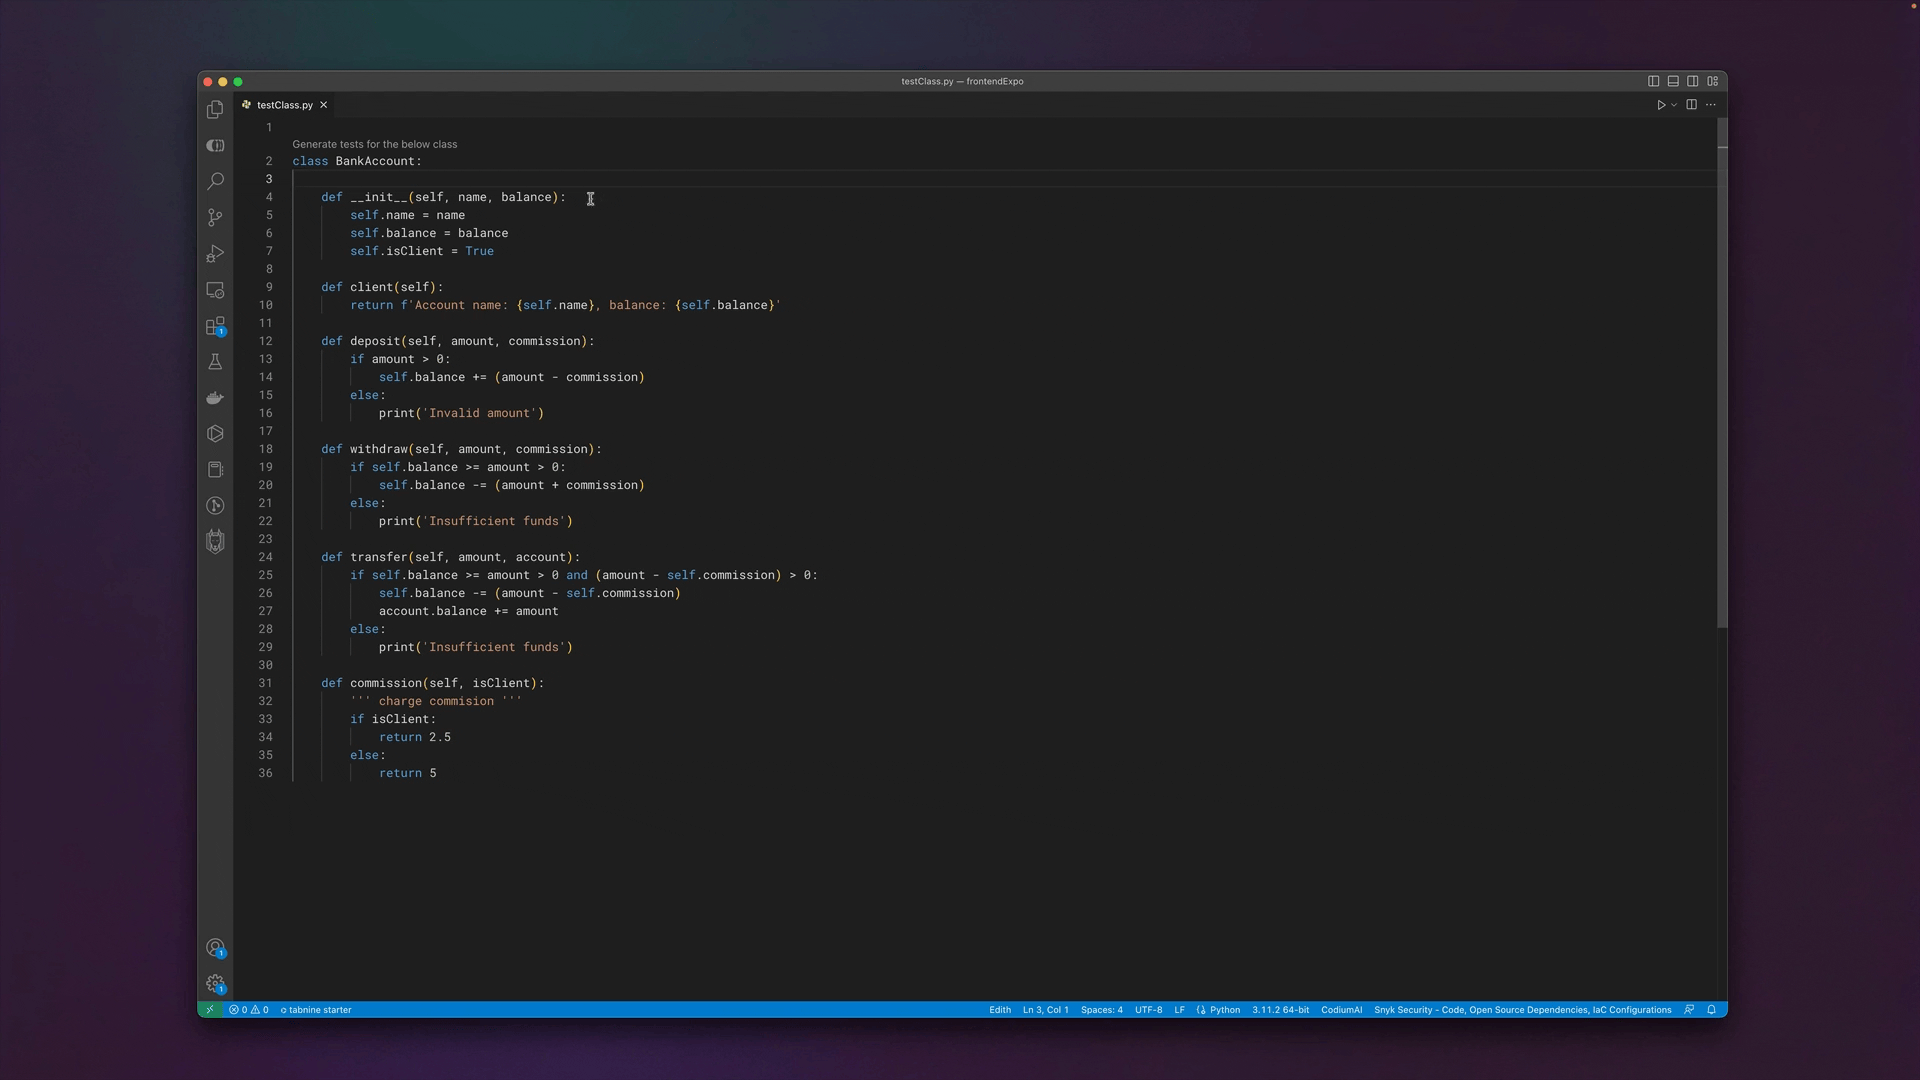 testClass.py — frontendExpo
testClass.py
1
Generate tests for the below class
2 class BankAccount:
3
4     def __init__(self, name, balance):
5         self.name = name
6         self.balance = balance
7         self.isClient = True
8
9     def client(self):
10         return f'Account name: {self.name}, balance: {self.balance}'
11
12     def deposit(self, amount, commission):
13         if amount > 0:
14             self.balance += (amount - commission)
15         else:
16             print('Invalid amount')
17
18     def withdraw(self, amount, commission):
19         if self.balance >= amount > 0:
20             self.balance -= (amount + commission)
21         else:
22             print('Insufficient funds')
23
24     def transfer(self, amount, account):
25         if self.balance >= amount > 0 and (amount - self.commission) > 0:
26             self.balance -= (amount - self.commission)
27             account.balance += amount
28         else:
29             print('Insufficient funds')
30
31     def commission(self, isClient):
32         ''' charge commision '''
33         if isClient:
34             return 2.5
35         else:
36             return 5
1
1
1
0 0 tabnine starter Edith Ln 3, Col 1 Spaces: 4 UTF-8 LF Python 3.11.2 64-bit CodiumAI Snyk Security - Code, Open Source Dependencies, IaC Configurations